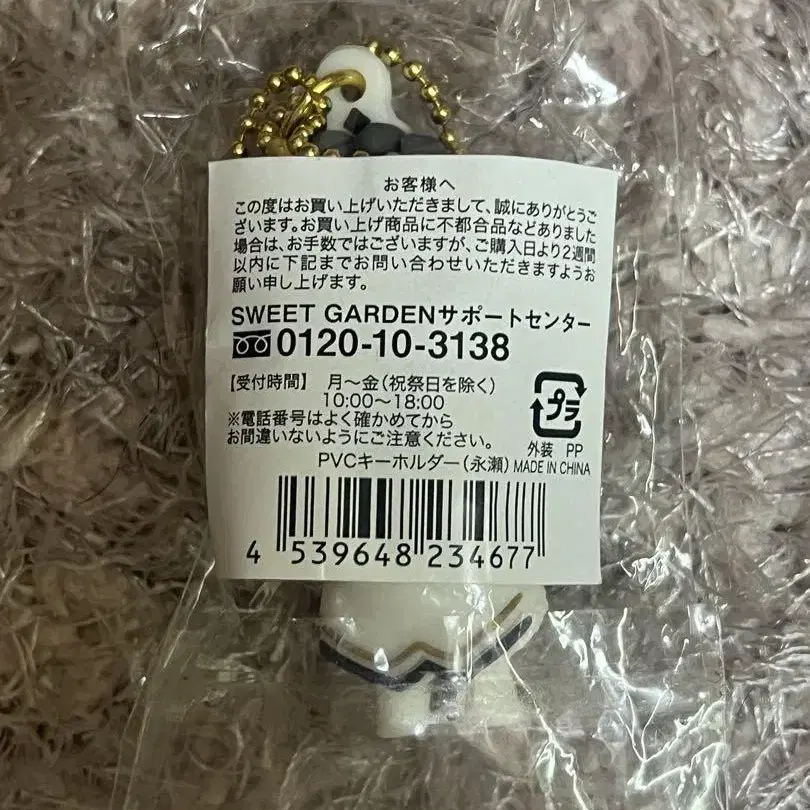 お客様へ
この度はお買い上げいただきまして、誠にありがとうござ
います。お買い上げ商品に不都合品などありました
場合は、お手数ではございますが、ご購入日より2週間
以内に下記までお問い合わせいただきますようお
願い申し上げます。
SWEET GARDENサポートセンター
0120-10-3138
【受付時間】 月～金(祝祭日を除く)
10:00～18:00
※電話番号はよく確かめてから
お間違いないようにご注意ください。
プラ
外装 PP
PVCキーホルダー(永瀬) MADE IN CHINA
4 539648 234677